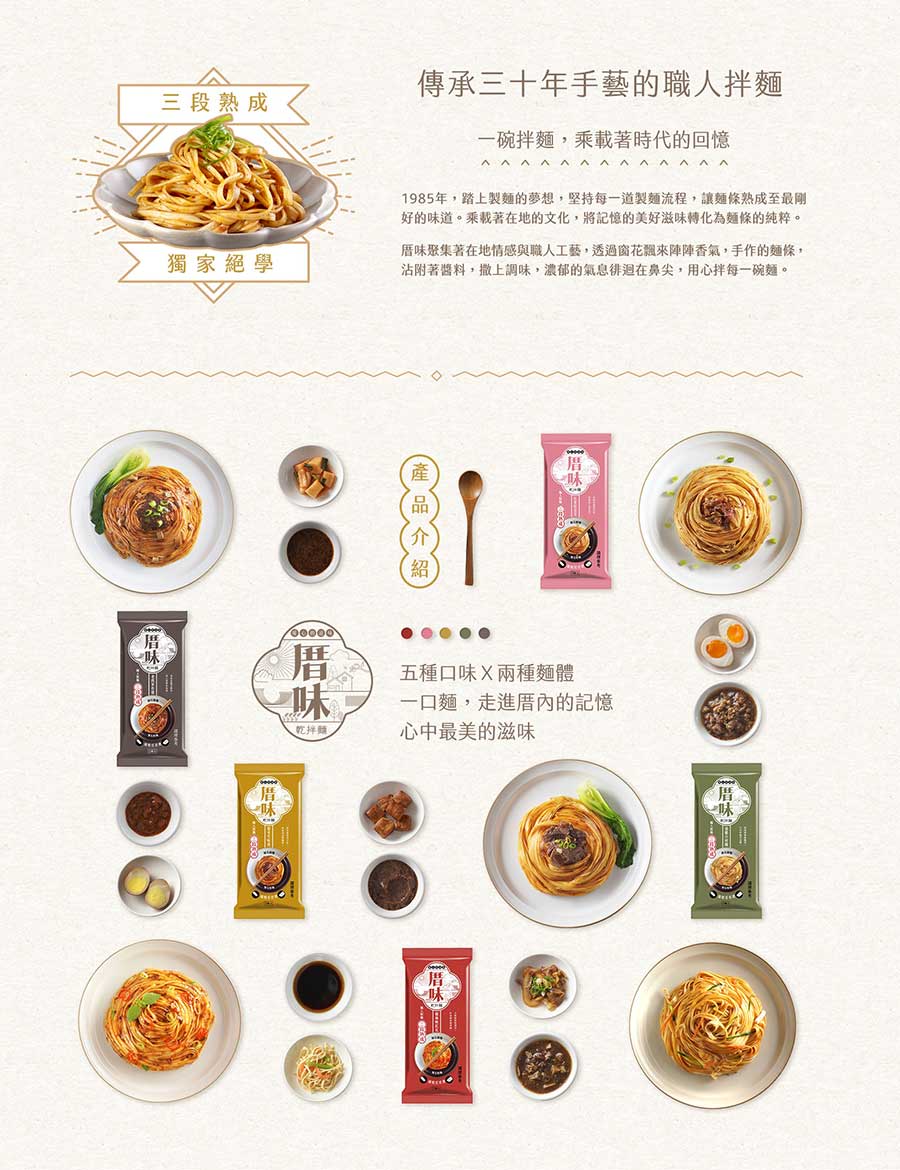 三段熟成
獨家絕學
傳承三十年手藝的職人拌麵
一碗拌麵，乘載著時代的回憶
1985年，踏上製麵的夢想，堅持每一道製麵流程，讓麵條熟成至最剛
好的味道。乘載著在地的文化，將記憶的美好滋味轉化為麵條的純粹。
厝味聚集著在地情感與職人工藝，透過窗花飄來陣陣香氣，手作的麵條，
沾附著醬料，撒上調味，濃郁的氣息徘迴在鼻尖，用心拌每一碗麵。
產品介紹
厝味
厝味
厝味
乾拌麵
五種口味X兩種麵體
一口麵，走進厝內的記憶
心中最美的滋味
厝味
厝味
厝味